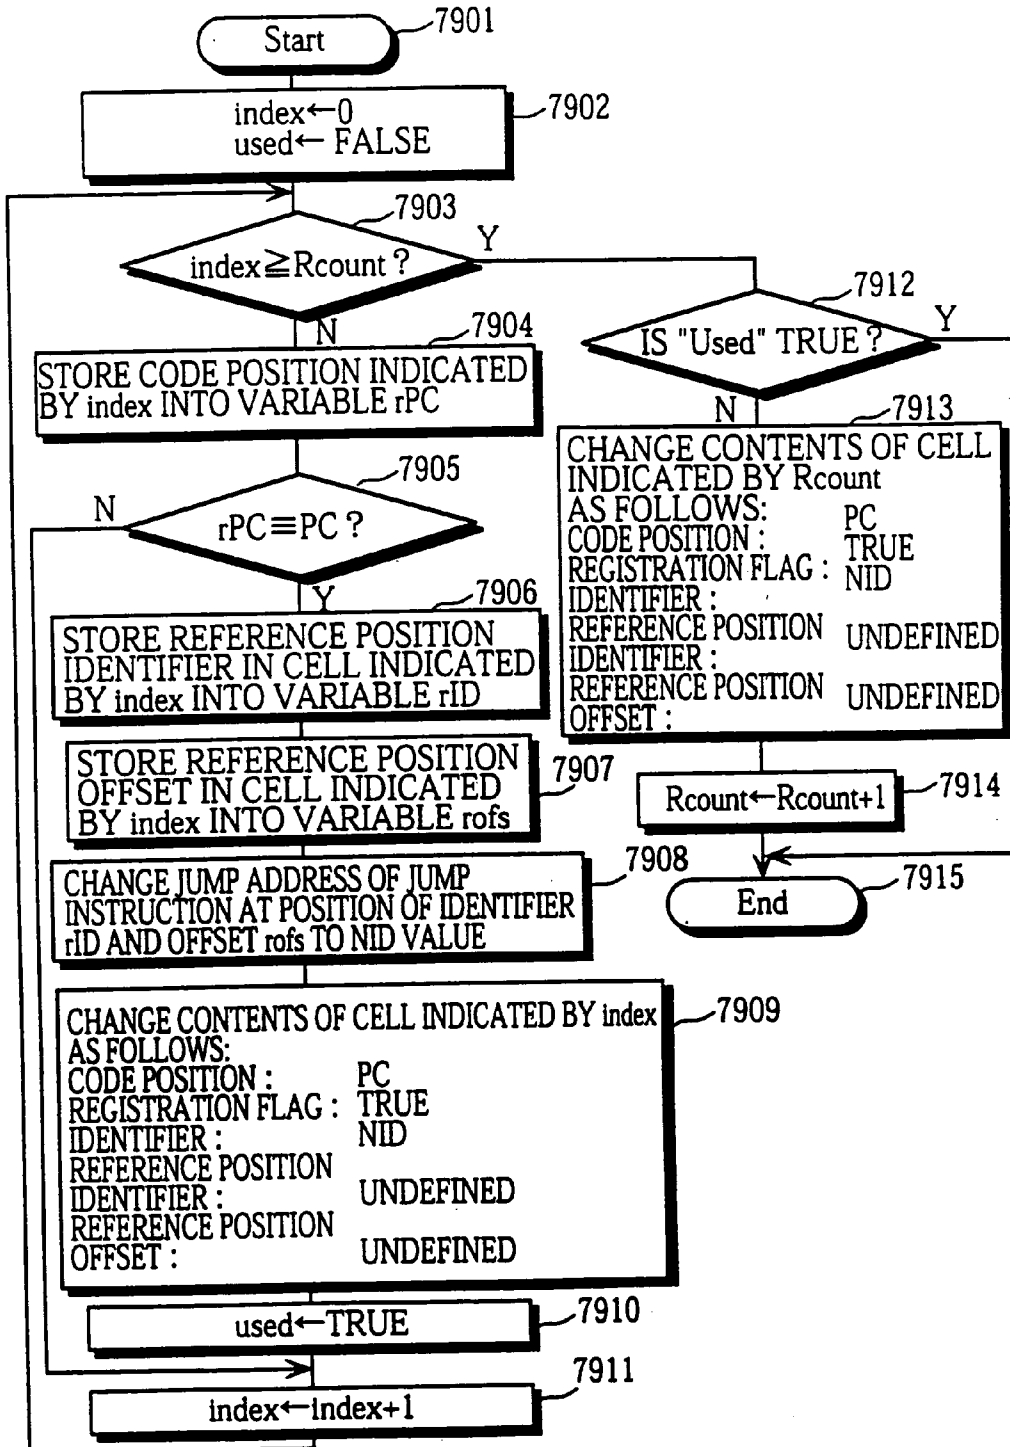 Start
7901
index←0
used← FALSE
7902
7903
index≧Rcount ?
Y
N
7904
STORE CODE POSITION INDICATED
BY index INTO VARIABLE rPC
7905
rPC≡PC ?
N
Y
7906
STORE REFERENCE POSITION
IDENTIFIER IN CELL INDICATED
BY index INTO VARIABLE rID
STORE REFERENCE POSITION
OFFSET IN CELL INDICATED
BY index INTO VARIABLE rofs
7907
7908
CHANGE JUMP ADDRESS OF JUMP
INSTRUCTION AT POSITION OF IDENTIFIER
rID AND OFFSET rofs TO NID VALUE
CHANGE CONTENTS OF CELL INDICATED BY index
AS FOLLOWS:
CODE POSITION : PC
REGISTRATION FLAG : TRUE
IDENTIFIER : NID
REFERENCE POSITION
IDENTIFIER : UNDEFINED
REFERENCE POSITION
OFFSET : UNDEFINED
7909
used←TRUE
7910
7911
index←index+1
7912
IS "Used" TRUE ?
Y
N
7913
CHANGE CONTENTS OF CELL
INDICATED BY Rcount
AS FOLLOWS:
CODE POSITION : PC
REGISTRATION FLAG : TRUE
IDENTIFIER : NID
REFERENCE POSITION
IDENTIFIER : UNDEFINED
REFERENCE POSITION
OFFSET : UNDEFINED
Rcount←Rcount+1
7914
End
7915